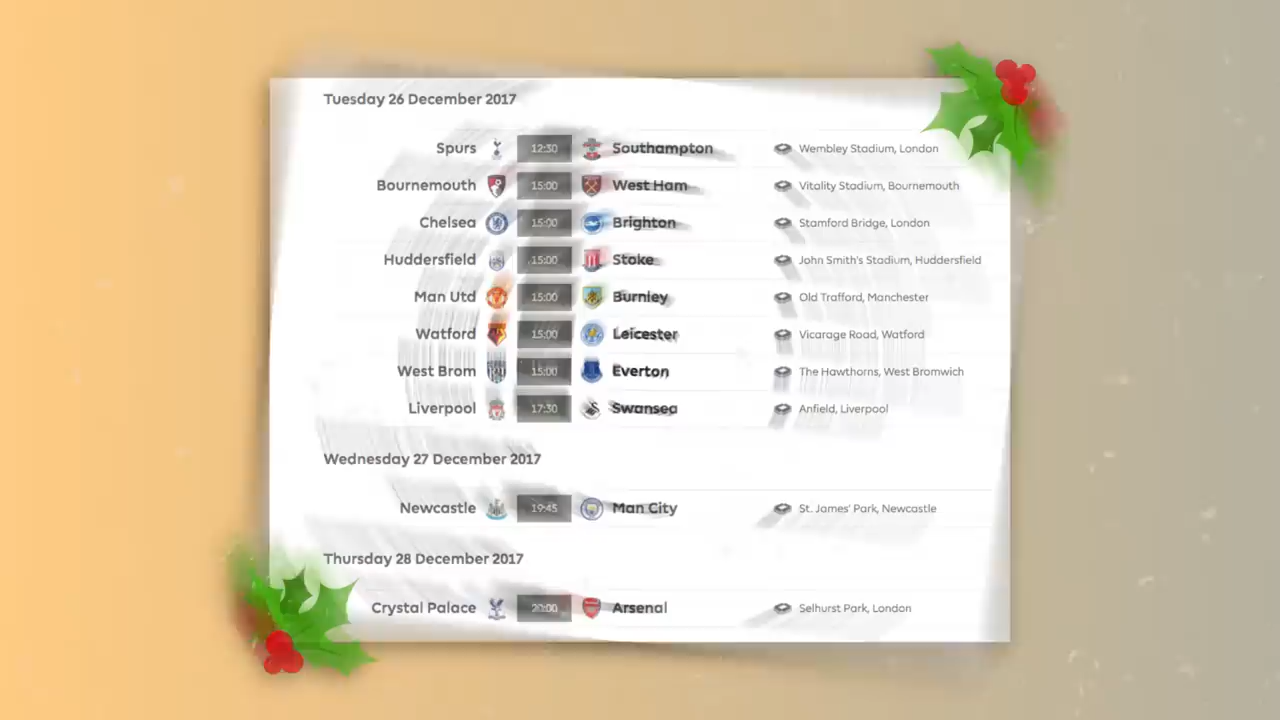 Tuesday 26 December 2017
Spurs 12:30 Southampton Wembley Stadium, London
Bournemouth 15:00 West Ham Vitality Stadium, Bournemouth
Chelsea 15:00 Brighton Stamford Bridge, London
Huddersfield 15:00 Stoke John Smith's Stadium, Huddersfield
Man Utd 15:00 Burnley Old Trafford, Manchester
Watford 15:00 Leicester Vicarage Road, Watford
West Brom 15:00 Everton The Hawthorns, West Bromwich
Liverpool 17:30 Swansea Anfield, Liverpool
Wednesday 27 December 2017
Newcastle 19:45 Man City St. James' Park, Newcastle
Thursday 28 December 2017
Crystal Palace 20:00 Arsenal Selhurst Park, London